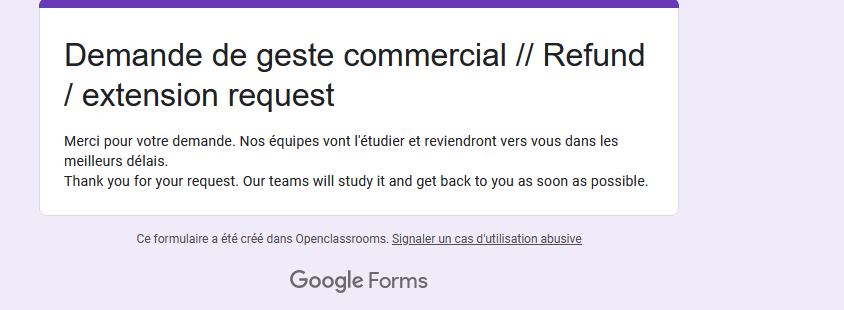 Demande de geste commercial // Refund
/ extension request
Merci pour votre demande. Nos équipes vont l'étudier et reviendront vers vous dans les
meilleurs délais.
Thank you for your request. Our teams will study it and get back to you as soon as possible.
Ce formulaire a été créé dans Openclassrooms. Signaler un cas d'utilisation abusive
Google Forms